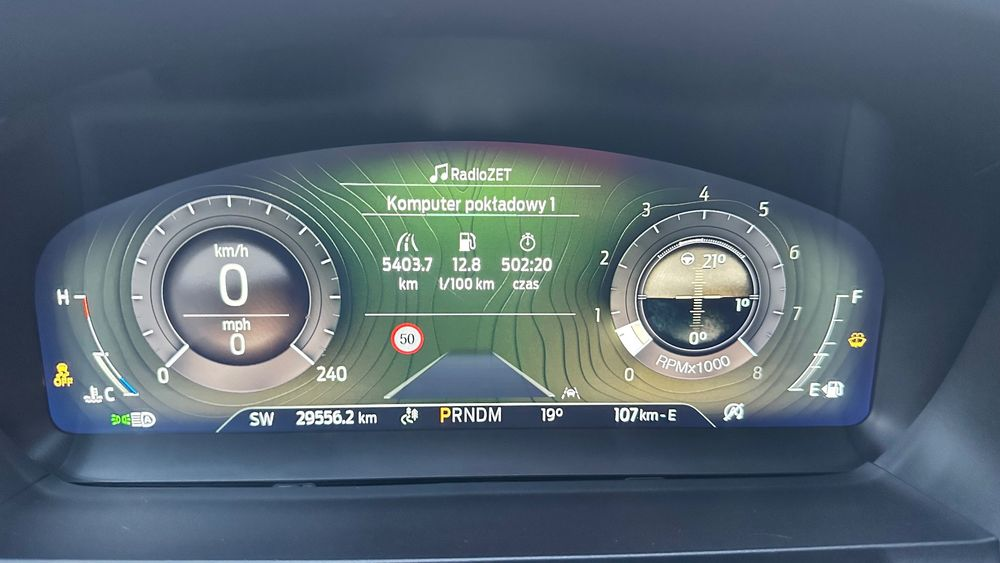 RadioZET
Komputer pokładowy 1
5403.7 12.8 502:20
km l/100 km czas
km/h
0
mph
0
0 240
H
C
OFF
A
50
0 1 2 3 4 5 6 7 8
21°
1°
0°
RPMx1000
F
E
SW 29556.2 km PRNDM 19° 107 km - E